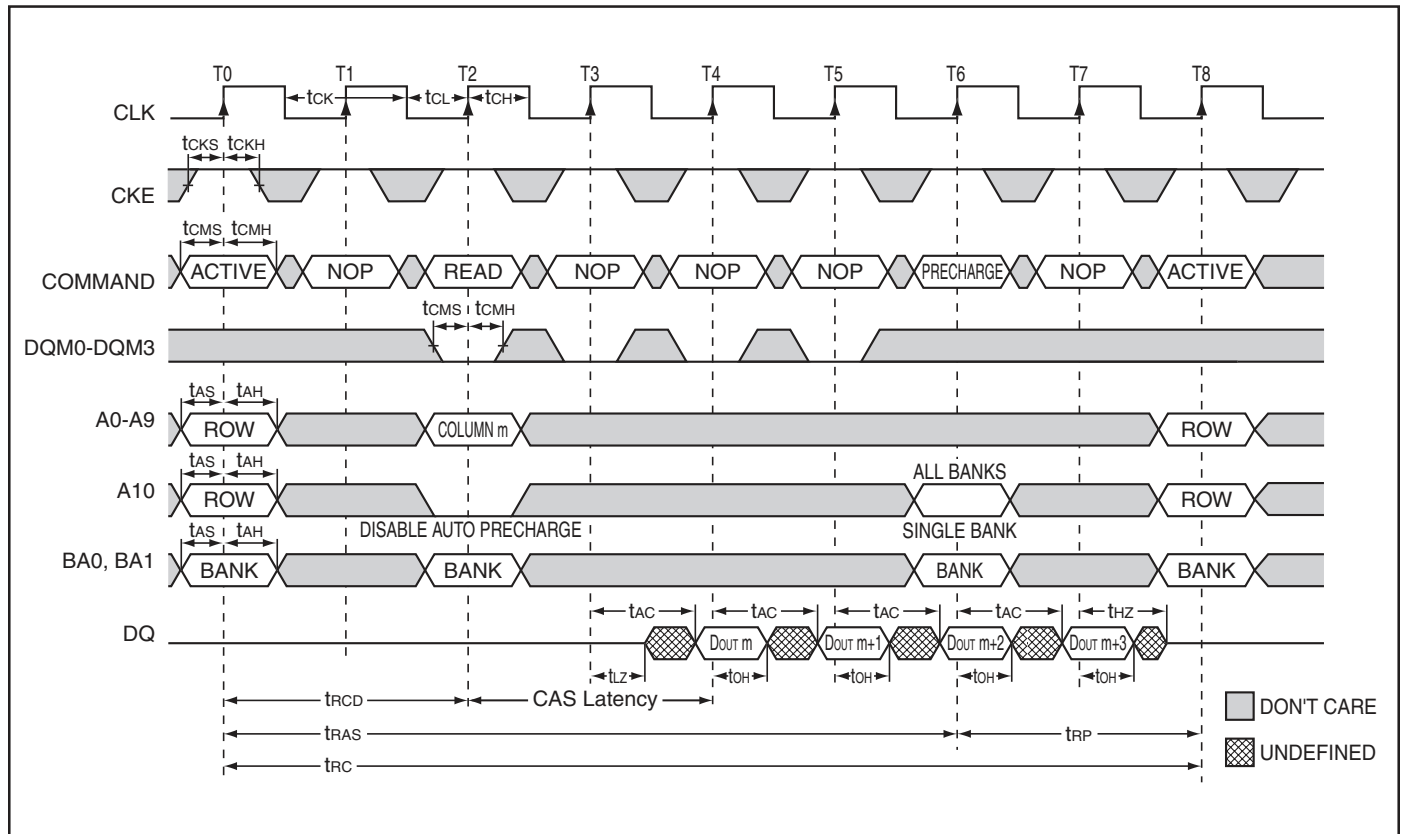 T0 T1 T2 T3 T4 T5 T6 T7 T8
CLK tCK tCL tCH
tCKS tCKH
CKE
tCMS tCMH
COMMAND ACTIVE NOP READ NOP NOP NOP PRECHARGE NOP ACTIVE
tCMS tCMH
DQM0-DQM3
tAS tAH
A0-A9 ROW COLUMN m ROW
tAS tAH ALL BANKS
A10 ROW ROW
tAS tAH DISABLE AUTO PRECHARGE SINGLE BANK
BA0, BA1 BANK BANK BANK BANK
tAC tAC tAC tAC tHZ
DQ DOUT m DOUT m+1 DOUT m+2 DOUT m+3
tLZ tOH tOH tOH tOH
tRCD CAS Latency
DON'T CARE
tRAS tRP
UNDEFINED
tRC